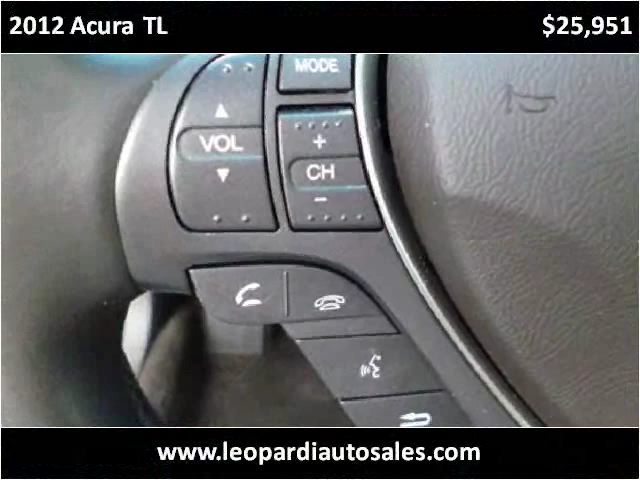 2012 Acura TL $25,951
MODE
VOL
+
CH
-
www.leopardiautosales.com